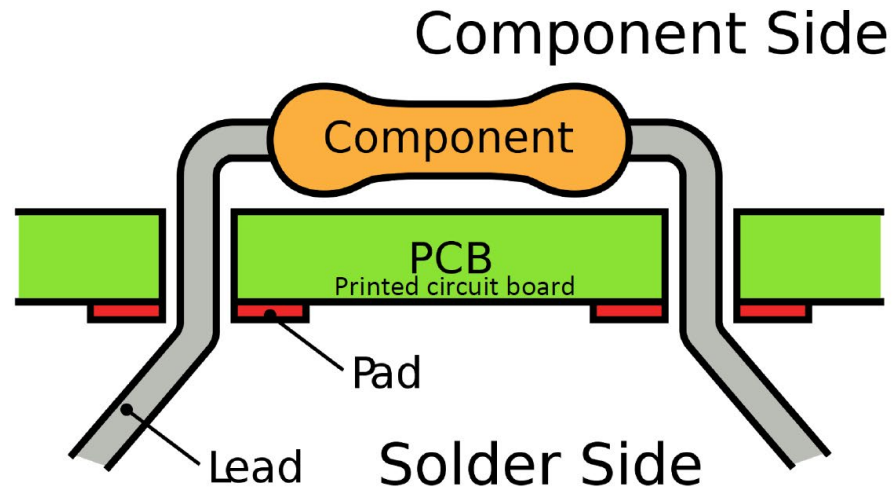 Component Side
Component
PCB
Printed circuit board
Pad
Lead
Solder Side